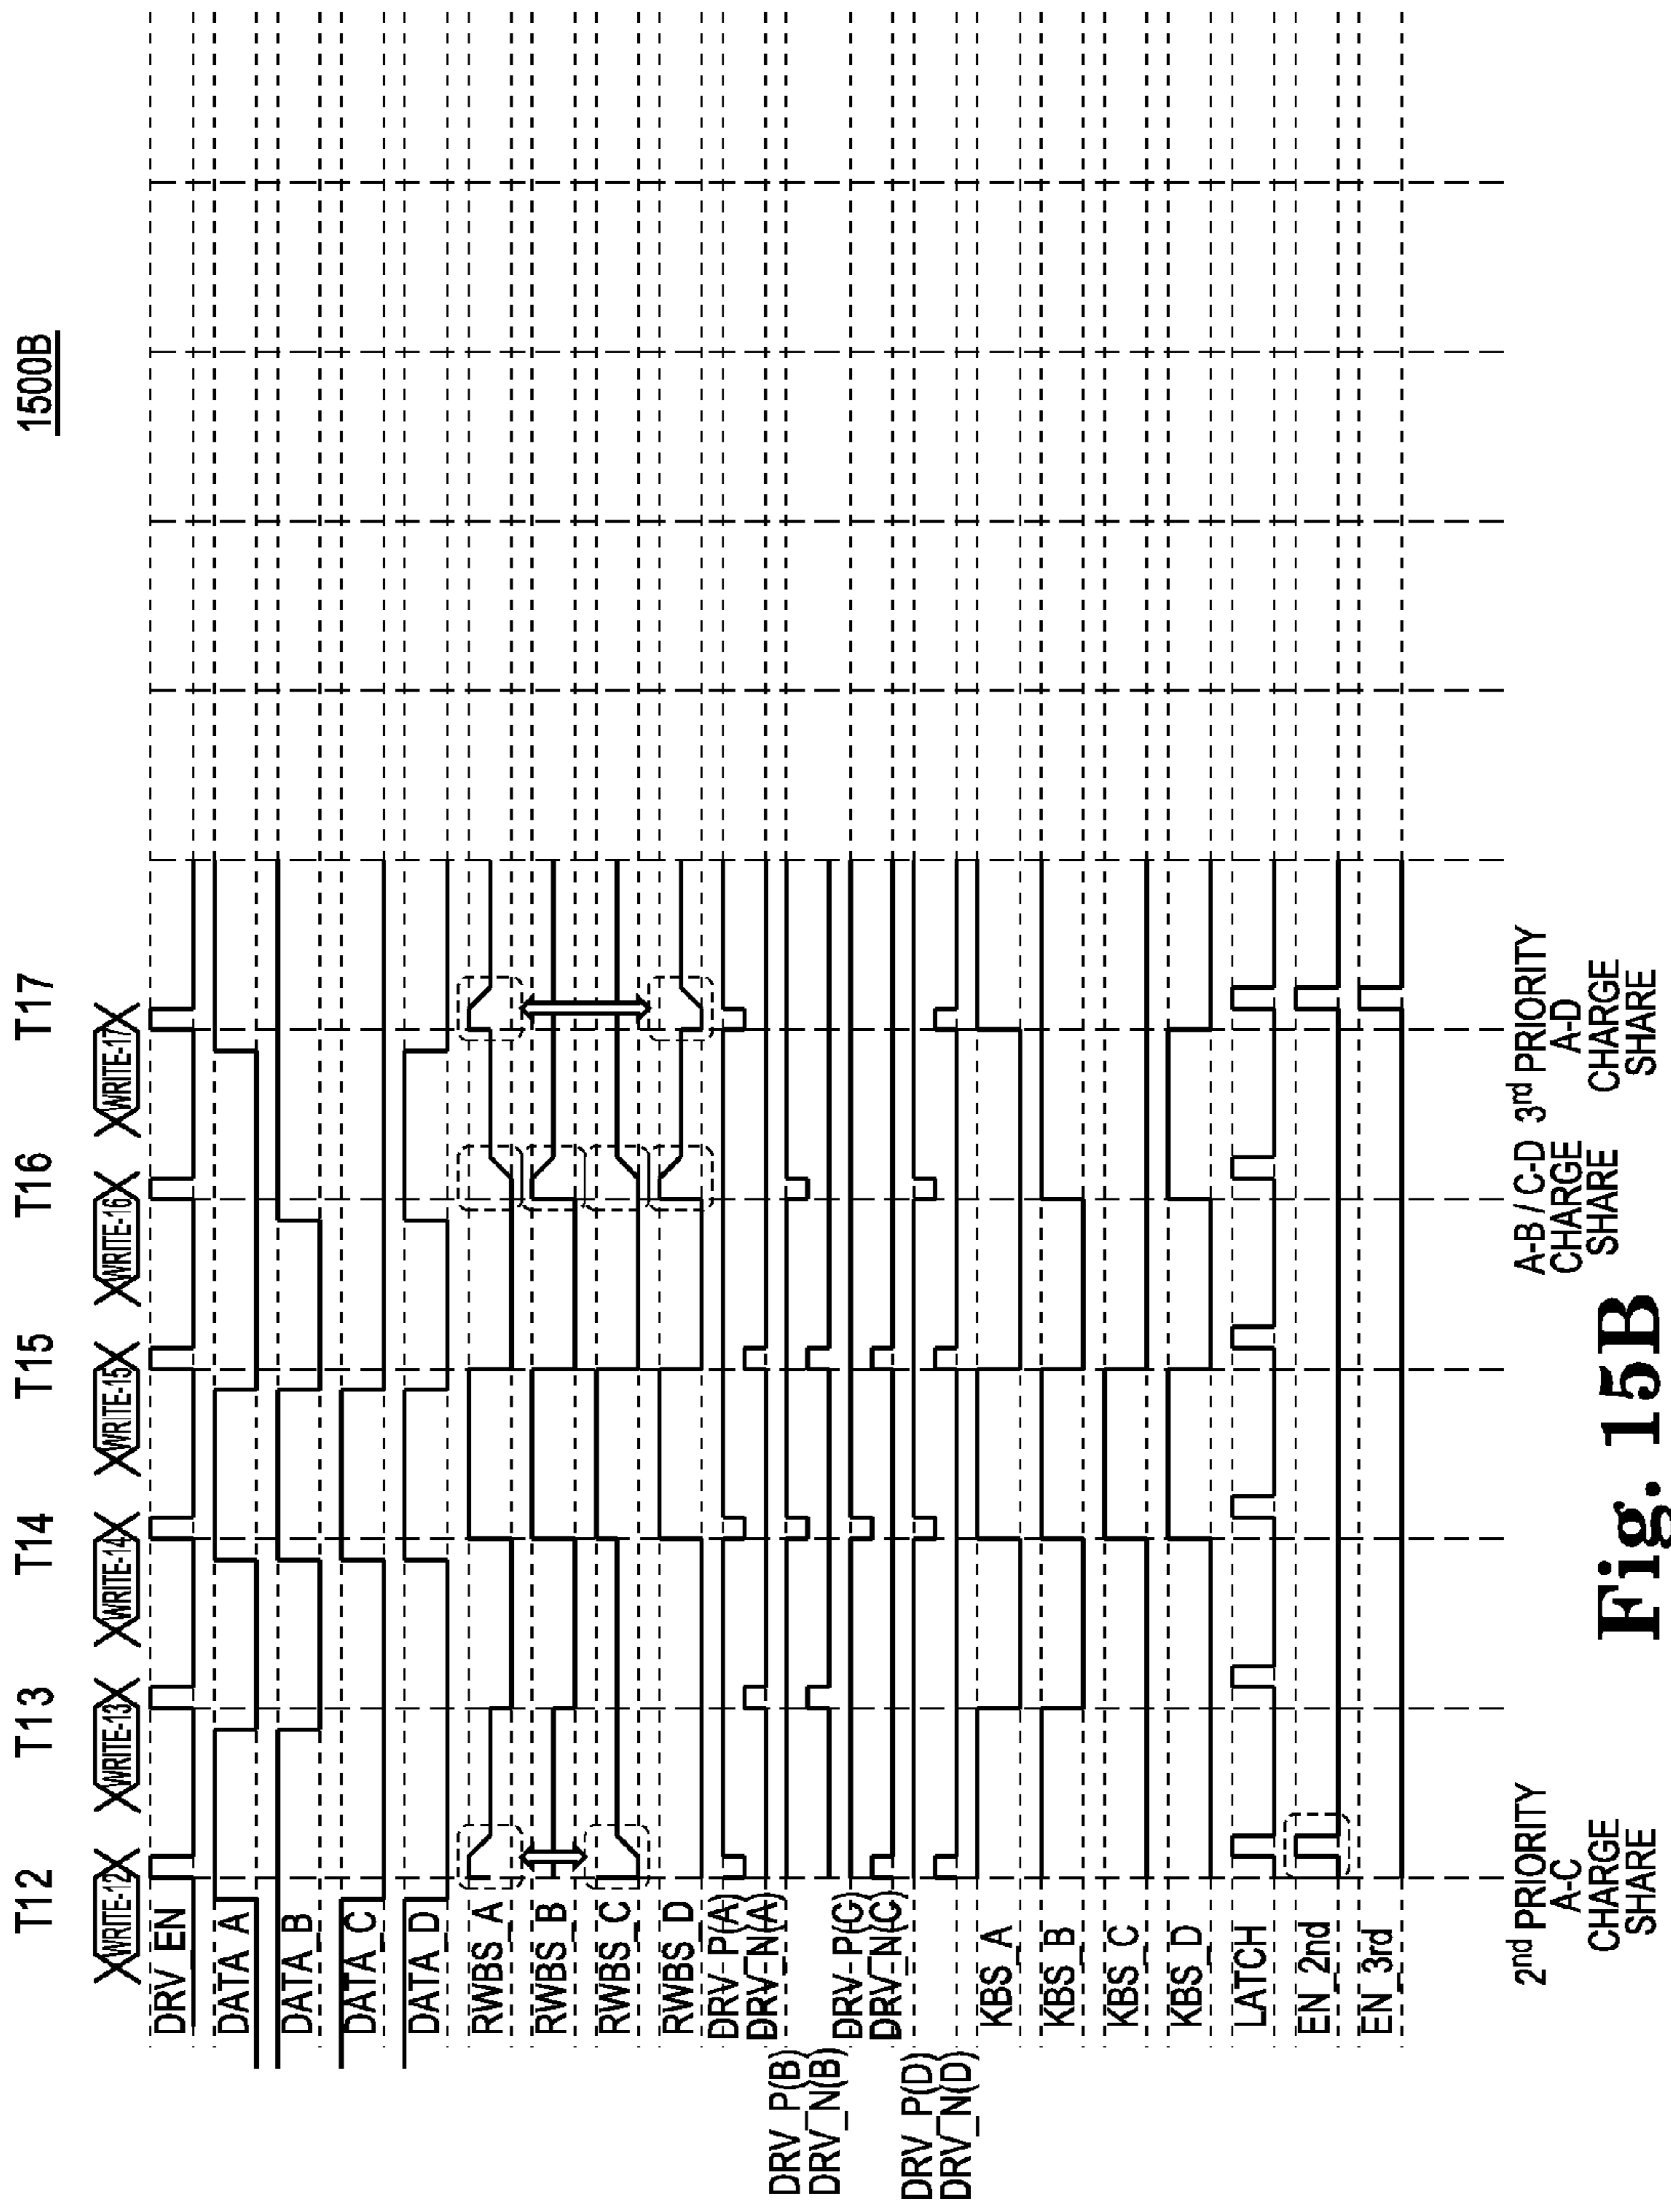 1500B
T12 T13 T14 T15 T16 T17
WRITE-12 WRITE-13 WRITE-14 WRITE-15 WRITE-16 WRITE-17
DRV_EN
DATA_A
DATA_B
DATA_C
DATA_D
RWBS_A
RWBS_B
RWBS_C
RWBS_D
DRV_P(A)
DRV_N(A)
DRV_P(B)
DRV_N(B)
DRV_P(C)
DRV_N(C)
DRV_P(D)
DRV_N(D)
KBS_A
KBS_B
KBS_C
KBS_D
LATCH
EN_2nd
EN_3rd
2nd PRIORITY
A-C
CHARGE
SHARE
A-B / C-D
CHARGE
SHARE
3rd PRIORITY
A-D
CHARGE
SHARE
Fig. 15B